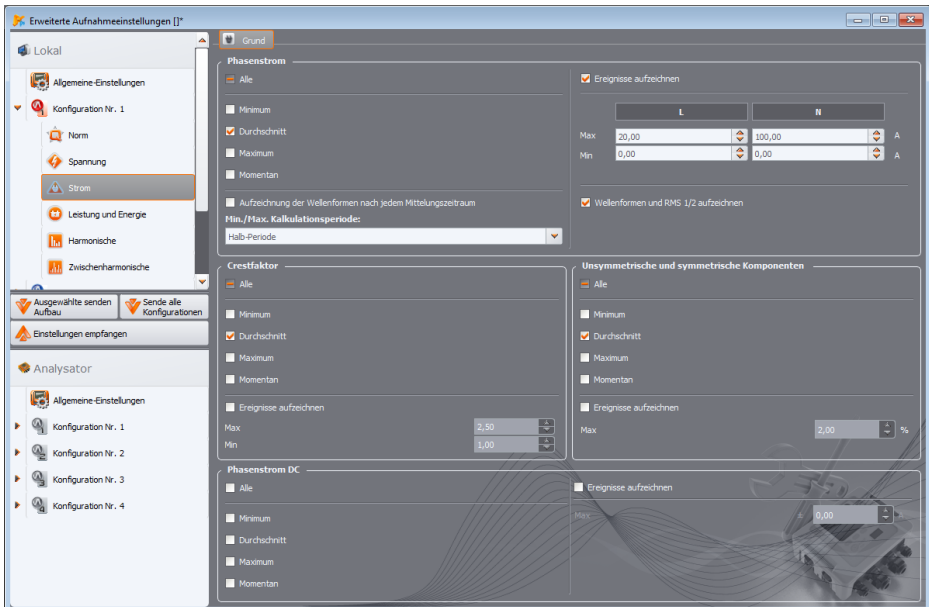 Erweiterte Aufnahmeeinstellungen []*
Lokal
Allgemeine-Einstellungen
Konfiguration Nr. 1
Norm
Spannung
Strom
Leistung und Energie
Harmonische
Zwischenharmonische
Ausgewählte senden Aufbau
Sende alle Konfigurationen
Einstellungen empfangen
Analysator
Allgemeine-Einstellungen
Konfiguration Nr. 1
Konfiguration Nr. 2
Konfiguration Nr. 3
Konfiguration Nr. 4
Grund
Phasenstrom
Alle
Minimum
Durchschnitt
Maximum
Momentan
Aufzeichnung der Wellenformen nach jedem Mittelungszeitraum
Min./Max. Kalkulationsperiode:
Halb-Periode
Ereignisse aufzeichnen
L N
Max 20,00 100,00 A
Min 0,00 0,00 A
Wellenformen und RMS 1/2 aufzeichnen
Crestfaktor
Alle
Minimum
Durchschnitt
Maximum
Momentan
Ereignisse aufzeichnen
Max 2,50
Min 1,00
Unsymmetrische und symmetrische Komponenten
Alle
Minimum
Durchschnitt
Maximum
Momentan
Ereignisse aufzeichnen
Max 2,00 %
Phasenstrom DC
Alle
Minimum
Durchschnitt
Maximum
Momentan
Ereignisse aufzeichnen
Max ± 0,00 A